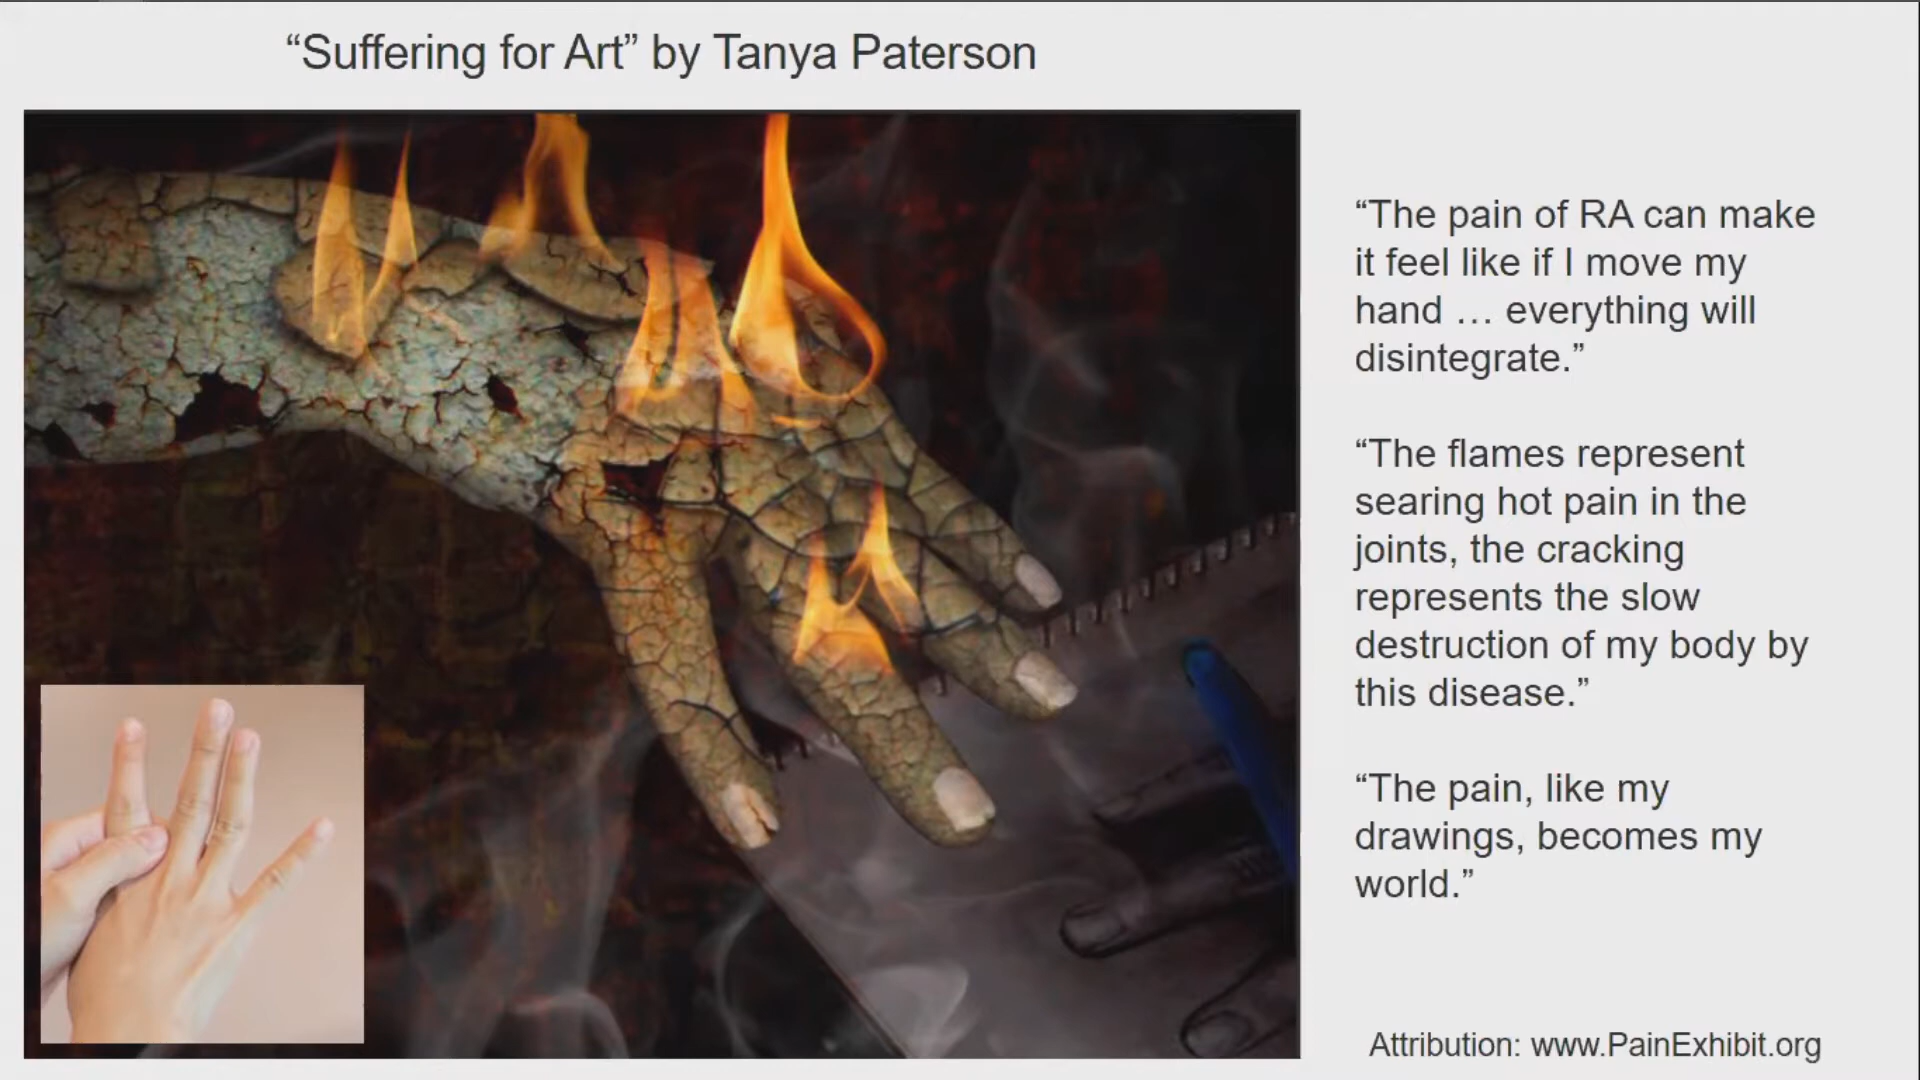 “Suffering for Art” by Tanya Paterson
“The pain of RA can make
it feel like if I move my
hand … everything will
disintegrate.”
“The flames represent
searing hot pain in the
joints, the cracking
represents the slow
destruction of my body by
this disease.”
“The pain, like my
drawings, becomes my
world.”
Attribution: www.PainExhibit.org